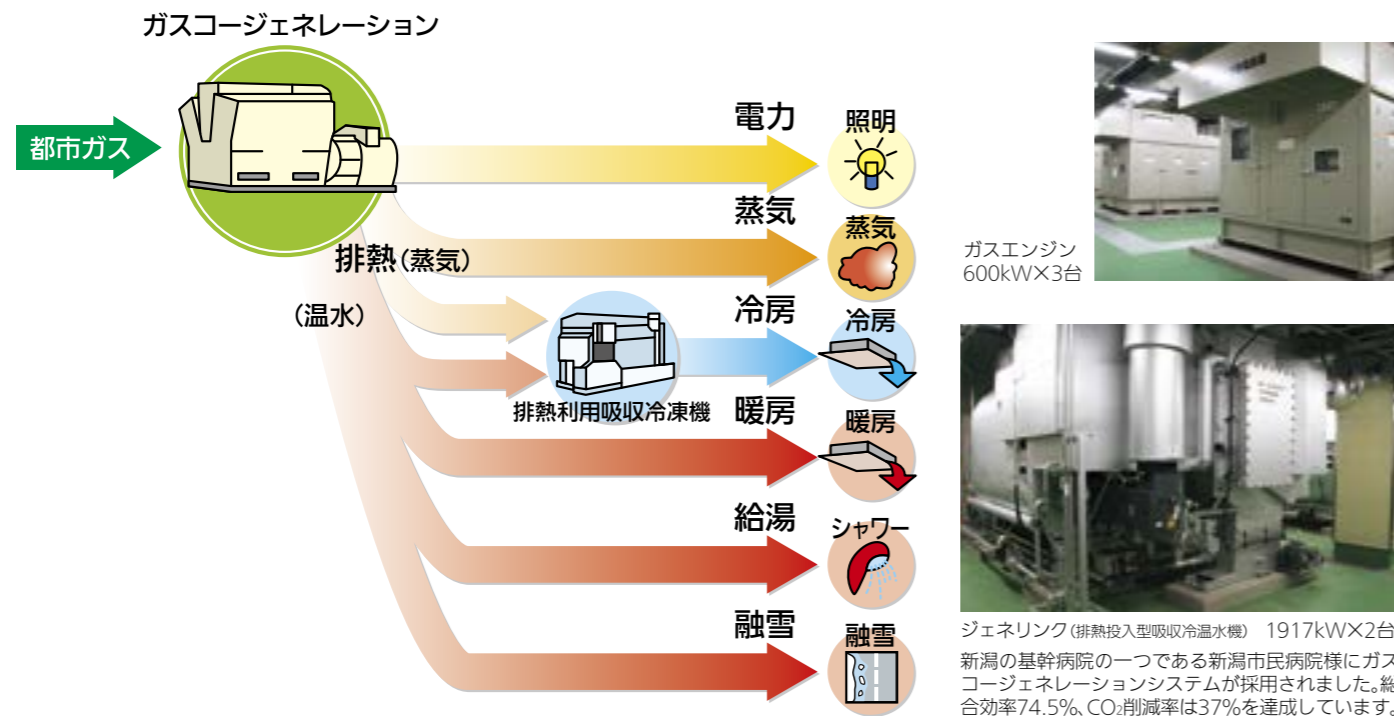 ガスコージェネレーション
都市ガス
電力
照明
蒸気
蒸気
排熱(蒸気)
(温水)
冷房
冷房
排熱利用吸収冷凍機
暖房
暖房
給湯
シャワー
融雪
融雪
ガスエンジン
600kW×3台
ジェネリンク(排熱投入型吸収冷温水機) 1917kW×2台
新潟の基幹病院の一つである新潟市民病院様にガス
コージェネレーションシステムが採用されました。総
合効率74.5%、CO₂削減率は37%を達成しています。